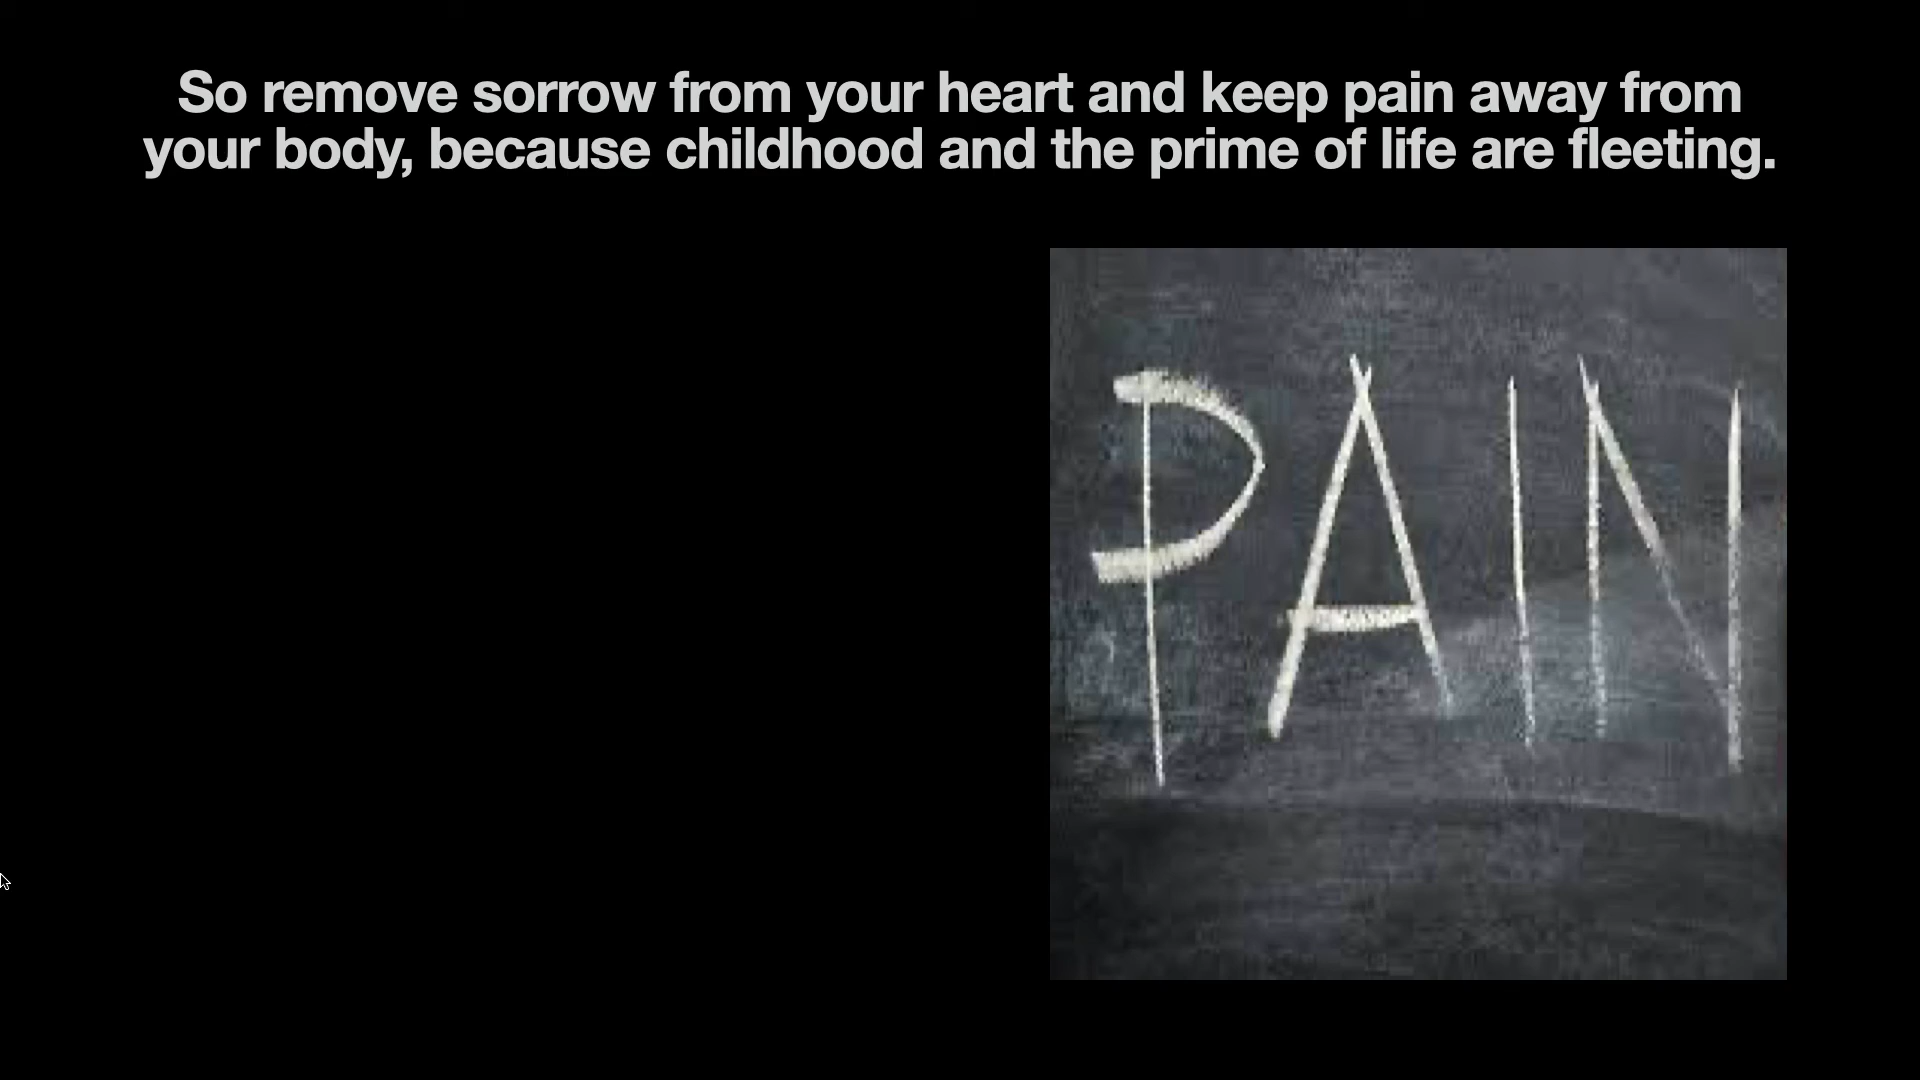 So remove sorrow from your heart and keep pain away from
your body, because childhood and the prime of life are fleeting.
PAIN